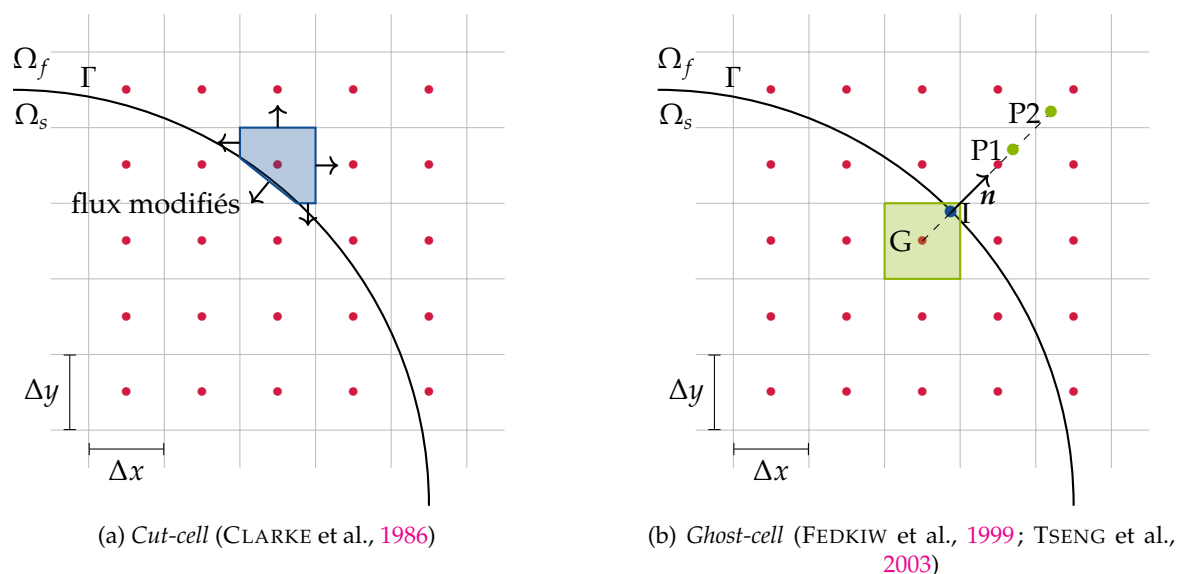 Ω_f
Γ
Ω_s
flux modifiés
Δy
Δx
(a) Cut-cell (CLARKE et al., 1986)
Ω_f
Γ
Ω_s
P2
P1
n
I
G
Δy
Δx
(b) Ghost-cell (FEDKIW et al., 1999 ; TSENG et al.,
2003)